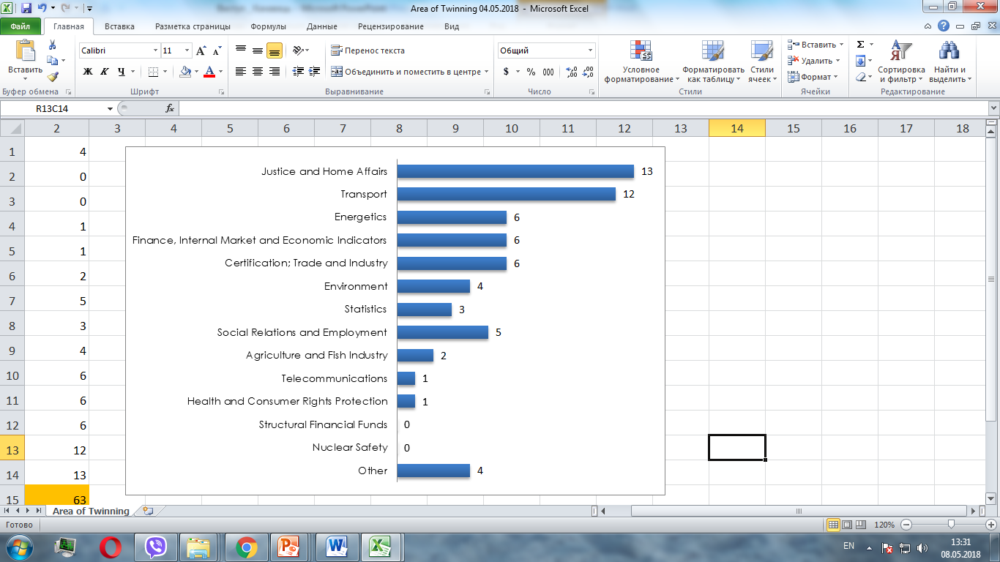 Area of Twinning 04.05.2018 - Microsoft Excel
Файл Главная Вставка Разметка страницы Формулы Данные Рецензирование Вид
Вставить
Буфер обмена
Calibri 11
Ж К Ч
Шрифт
Перенос текста
Объединить и поместить в центре
Выравнивание
Общий
$ % 000
Число
Условное форматирование
Форматировать как таблицу
Стили ячеек
Стили
Вставить
Удалить
Формат
Ячейки
Σ
Сортировка и фильтр
Найти и выделить
Редактирование
R13C14 fx
2 3 4 5 6 7 8 9 10 11 12 13 14 15 16 17 18
1 4
2 0
3 0
4 1
5 1
6 2
7 5
8 3
9 4
10 6
11 6
12 6
13 12
14 13
15 63
Justice and Home Affairs 13
Transport 12
Energetics 6
Finance, Internal Market and Economic Indicators 6
Certification; Trade and Industry 6
Environment 4
Statistics 3
Social Relations and Employment 5
Agriculture and Fish Industry 2
Telecommunications 1
Health and Consumer Rights Protection 1
Structural Financial Funds 0
Nuclear Safety 0
Other 4
Area of Twinning
Готово 120%
EN 13:31
08.05.2018